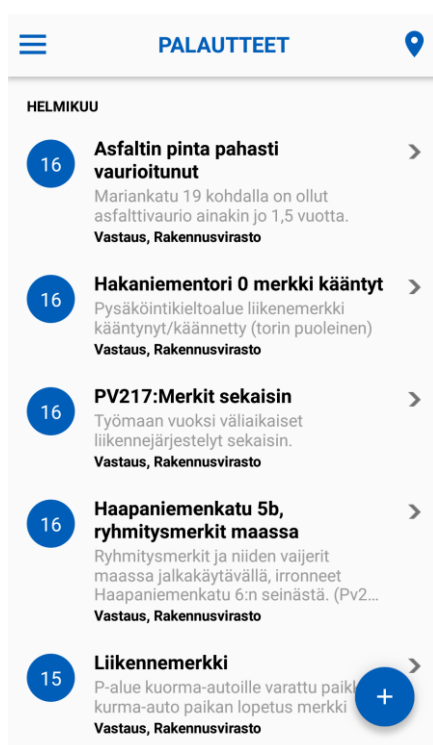 PALAUTTEET
HELMIKUU
16
Asfaltin pinta pahasti
vaurioitunut
Mariankatu 19 kohdalla on ollut
asfalttivaurio ainakin jo 1,5 vuotta.
Vastaus, Rakennusvirasto
16
Hakaniementori 0 merkki kääntyt
Pysäköintikieltoalue liikenemerkki
kääntynyt/käännetty (torin puoleinen)
Vastaus, Rakennusvirasto
16
PV217:Merkit sekaisin
Työmaan vuoksi väliaikaiset
liikennejärjestelyt sekaisin.
Vastaus, Rakennusvirasto
16
Haapaniemenkatu 5b,
ryhmitysmerkit maassa
Ryhmitysmerkit ja niiden vaijerit
maassa jalkakäytävällä, irronneet
Haapaniemenkatu 6:n seinästä. (Pv2...
Vastaus, Rakennusvirasto
15
Liikennemerkki
P-alue kuorma-autoille varattu
kurma-auto paikan lopetus merkki
Vastaus, Rakennusvirasto
+